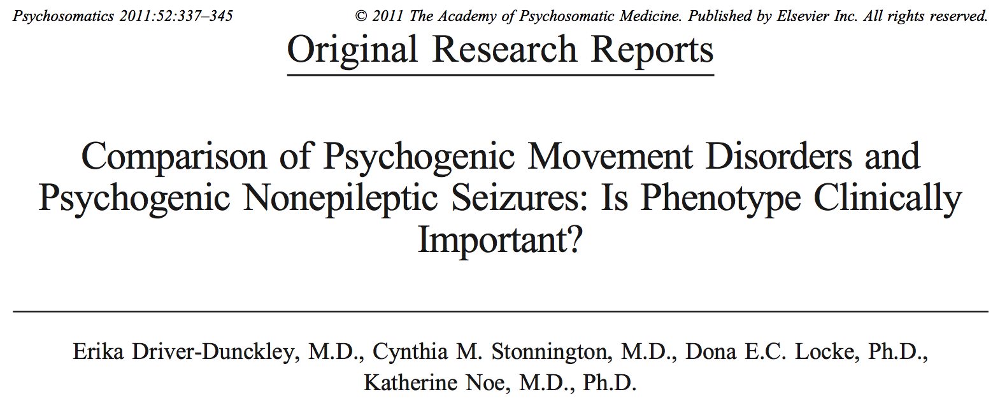 Psychosomatics 2011:52:337–345 © 2011 The Academy of Psychosomatic Medicine. Published by Elsevier Inc. All rights reserved.
Original Research Reports
Comparison of Psychogenic Movement Disorders and
Psychogenic Nonepileptic Seizures: Is Phenotype Clinically
Important?
Erika Driver-Dunckley, M.D., Cynthia M. Stonnington, M.D., Dona E.C. Locke, Ph.D.,
Katherine Noe, M.D., Ph.D.